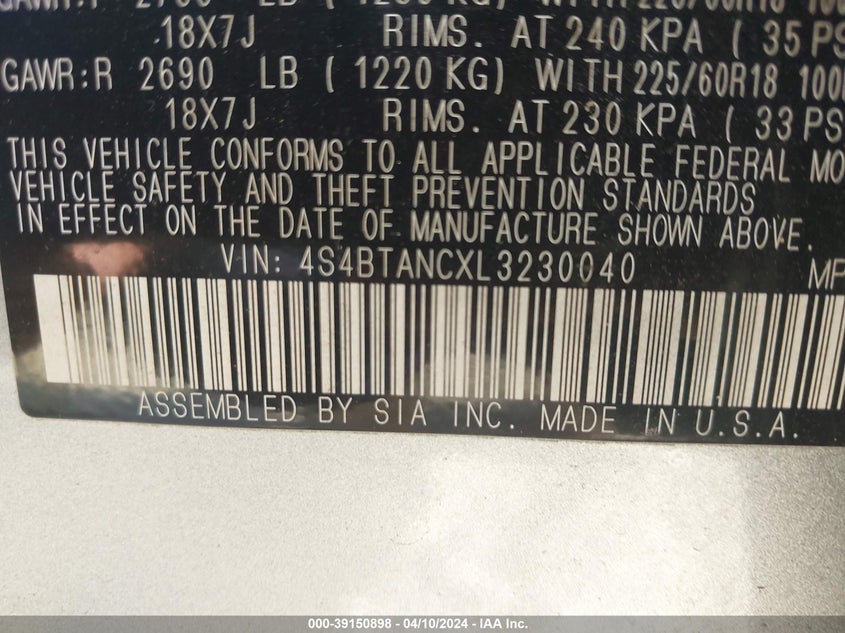 18X7J RIMS. AT 240 KPA ( 35 PS
GAWR:R 2690 LB ( 1220 KG) WITH 225/60R18 100
18X7J RIMS. AT 230 KPA ( 33 PS
THIS VEHICLE CONFORMS TO ALL APPLICABLE FEDERAL MO
VEHICLE SAFETY AND THEFT PREVENTION STANDARDS
IN EFFECT ON THE DATE OF MANUFACTURE SHOWN ABOVE.
VIN: 4S4BTANCXL3230040 MP
ASSEMBLED BY SIA INC. MADE IN U.S.A.
000-39150898 - 04/10/2024 - IAA Inc.